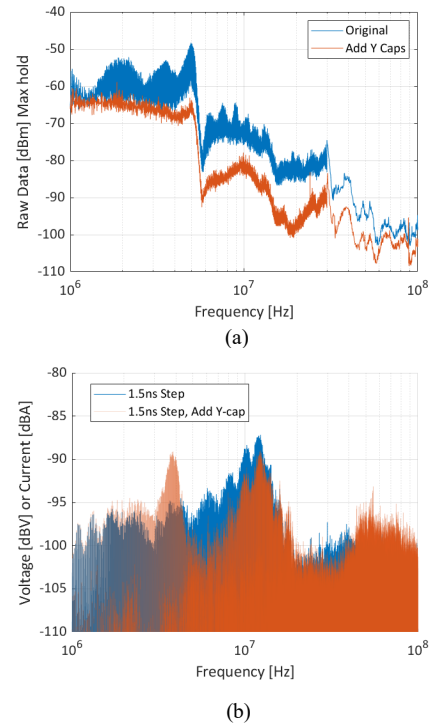 -40
-50
-60
-70
-80
-90
-100
-110
Raw Data [dBm] Max hold
Original
Add Y Caps
10^6
10^7
10^8
Frequency [Hz]
(a)
-80
-85
-90
-95
-100
-105
-110
Voltage [dBV] or Current [dBA]
1.5ns Step
1.5ns Step, Add Y-cap
10^6
10^7
10^8
Frequency [Hz]
(b)